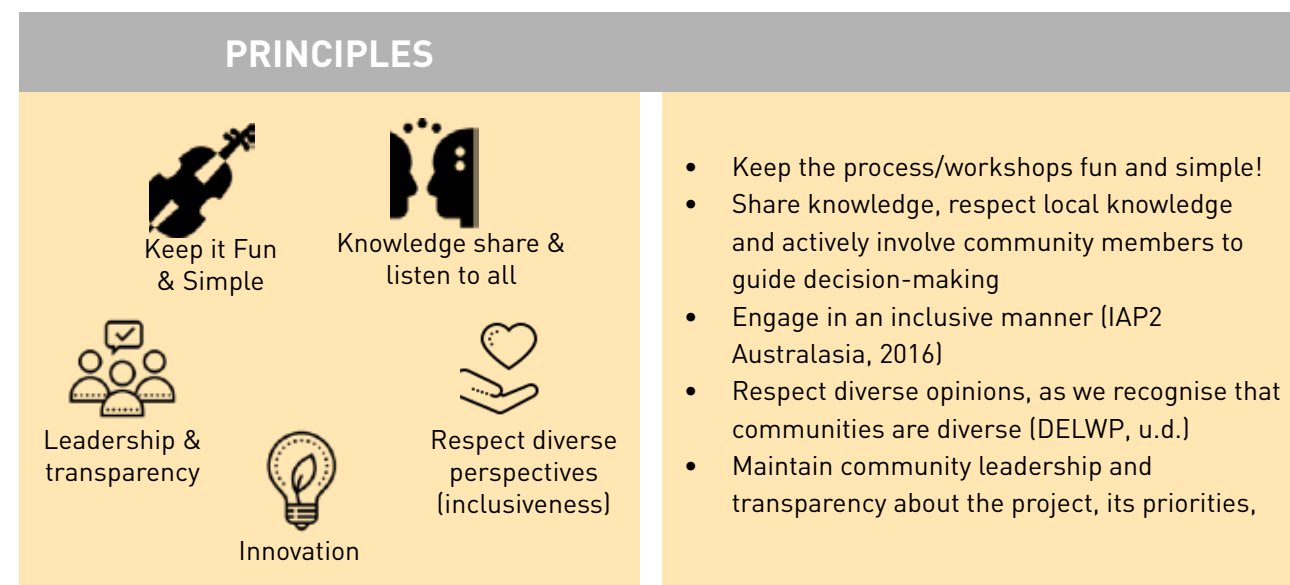 PRINCIPLES
Keep it Fun
& Simple
Knowledge share &
listen to all
Leadership &
transparency
Respect diverse
perspectives
(inclusiveness)
Innovation
• Keep the process/workshops fun and simple!
• Share knowledge, respect local knowledge
and actively involve community members to
guide decision-making
• Engage in an inclusive manner (IAP2
Australasia, 2016)
• Respect diverse opinions, as we recognise that
communities are diverse (DELWP, u.d.)
• Maintain community leadership and
transparency about the project, its priorities,